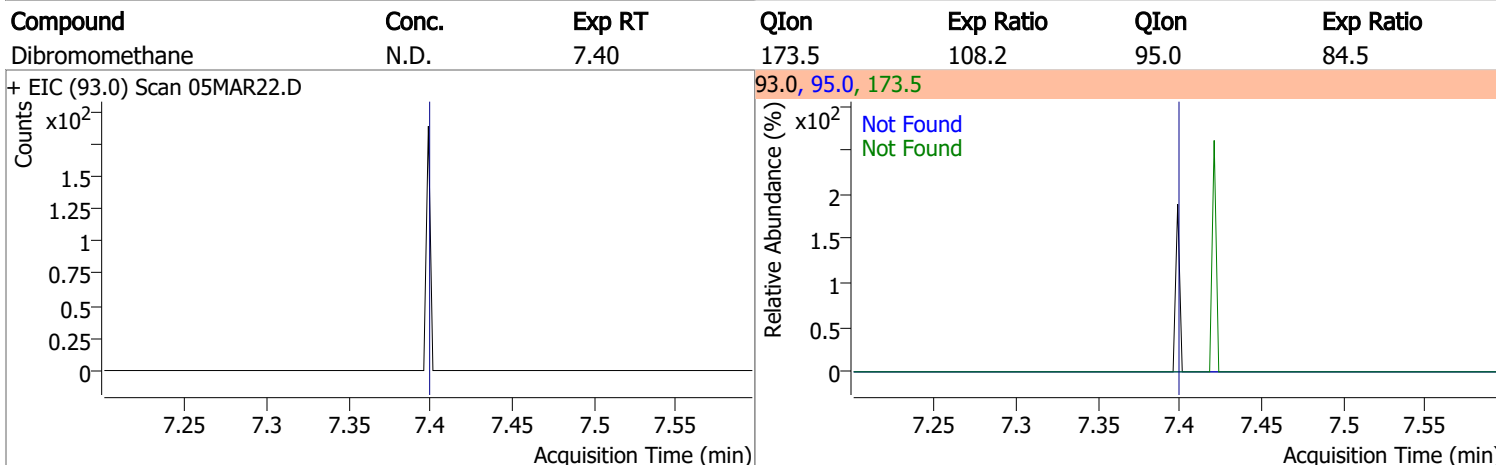 Compound Conc. Exp RT QIon Exp Ratio QIon Exp Ratio
Dibromomethane N.D. 7.40 173.5 108.2 95.0 84.5
+ EIC (93.0) Scan 05MAR22.D
Counts
x10²
1.5
1.25
1
0.75
0.5
0.25
0
7.25 7.3 7.35 7.4 7.45 7.5 7.55
Acquisition Time (min)
93.0, 95.0, 173.5
Relative Abundance (%)
x10²
Not Found
Not Found
2
1.5
1
0.5
0
7.25 7.3 7.35 7.4 7.45 7.5 7.55
Acquisition Time (min)